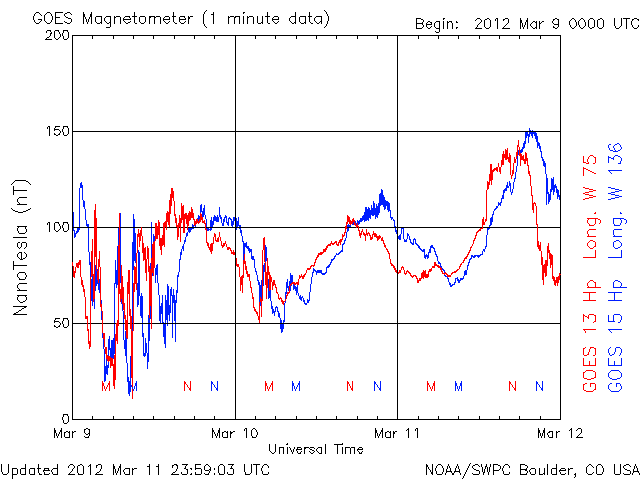 GOES Magnetometer (1 minute data)
Begin: 2012 Mar 9 0000 UTC
200
150
100
50
0
NanoTesla (nT)
M M N N M M N N M M N N
Mar 9 Mar 10 Mar 11 Mar 12
Universal Time
GOES 13 Hp Long. W 75
GOES 15 Hp Long. W 136
Updated 2012 Mar 11 23:59:03 UTC
NOAA/SWPC Boulder, CO USA